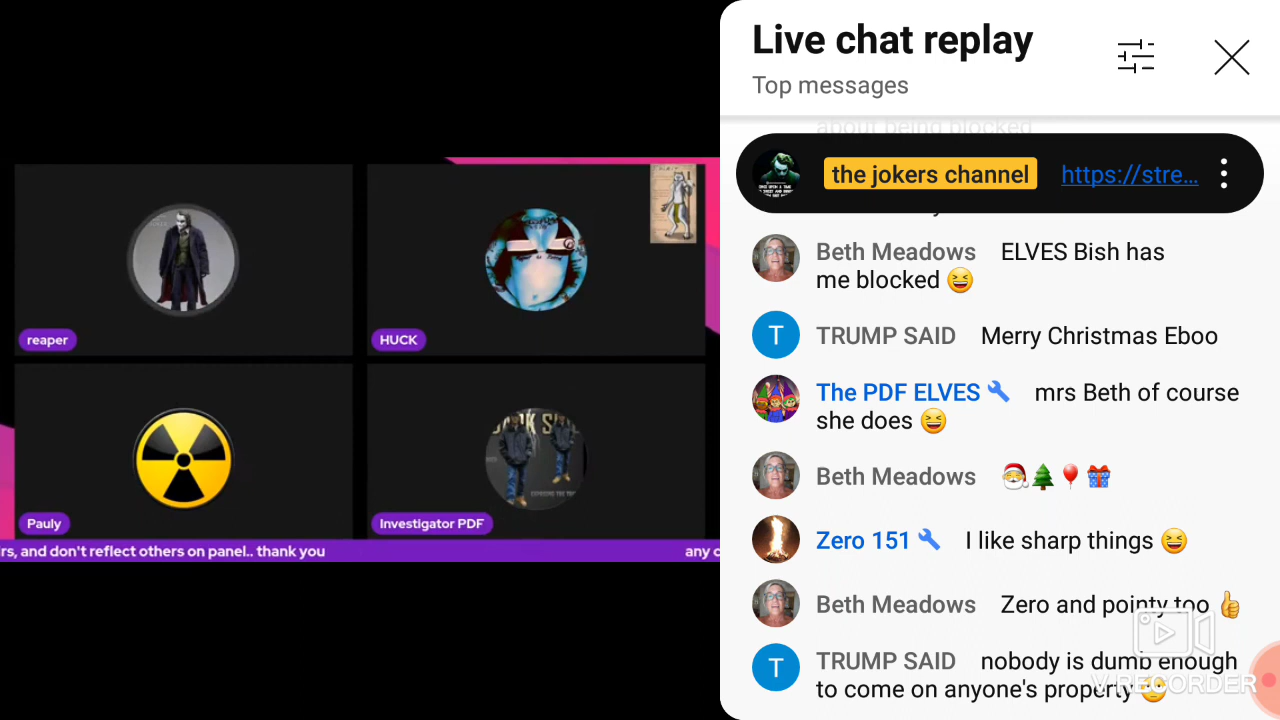 Live chat replay
Top messages
about being blocked
the jokers channel https://stre...
Beth Meadows ELVES Bish has
me blocked 😆
TRUMP SAID Merry Christmas Eboo
The PDF ELVES mrs Beth of course
she does 😆
Beth Meadows 🎅🎄🎈🎁
Zero 151 I like sharp things 😆
Beth Meadows Zero and pointy too 👍
TRUMP SAID nobody is dumb enough
to come on anyone's property
T
T
reaper
HUCK
Pauly
Investigator PDF
rs, and don't reflect others on panel.. thank you
any c
V RECORDER